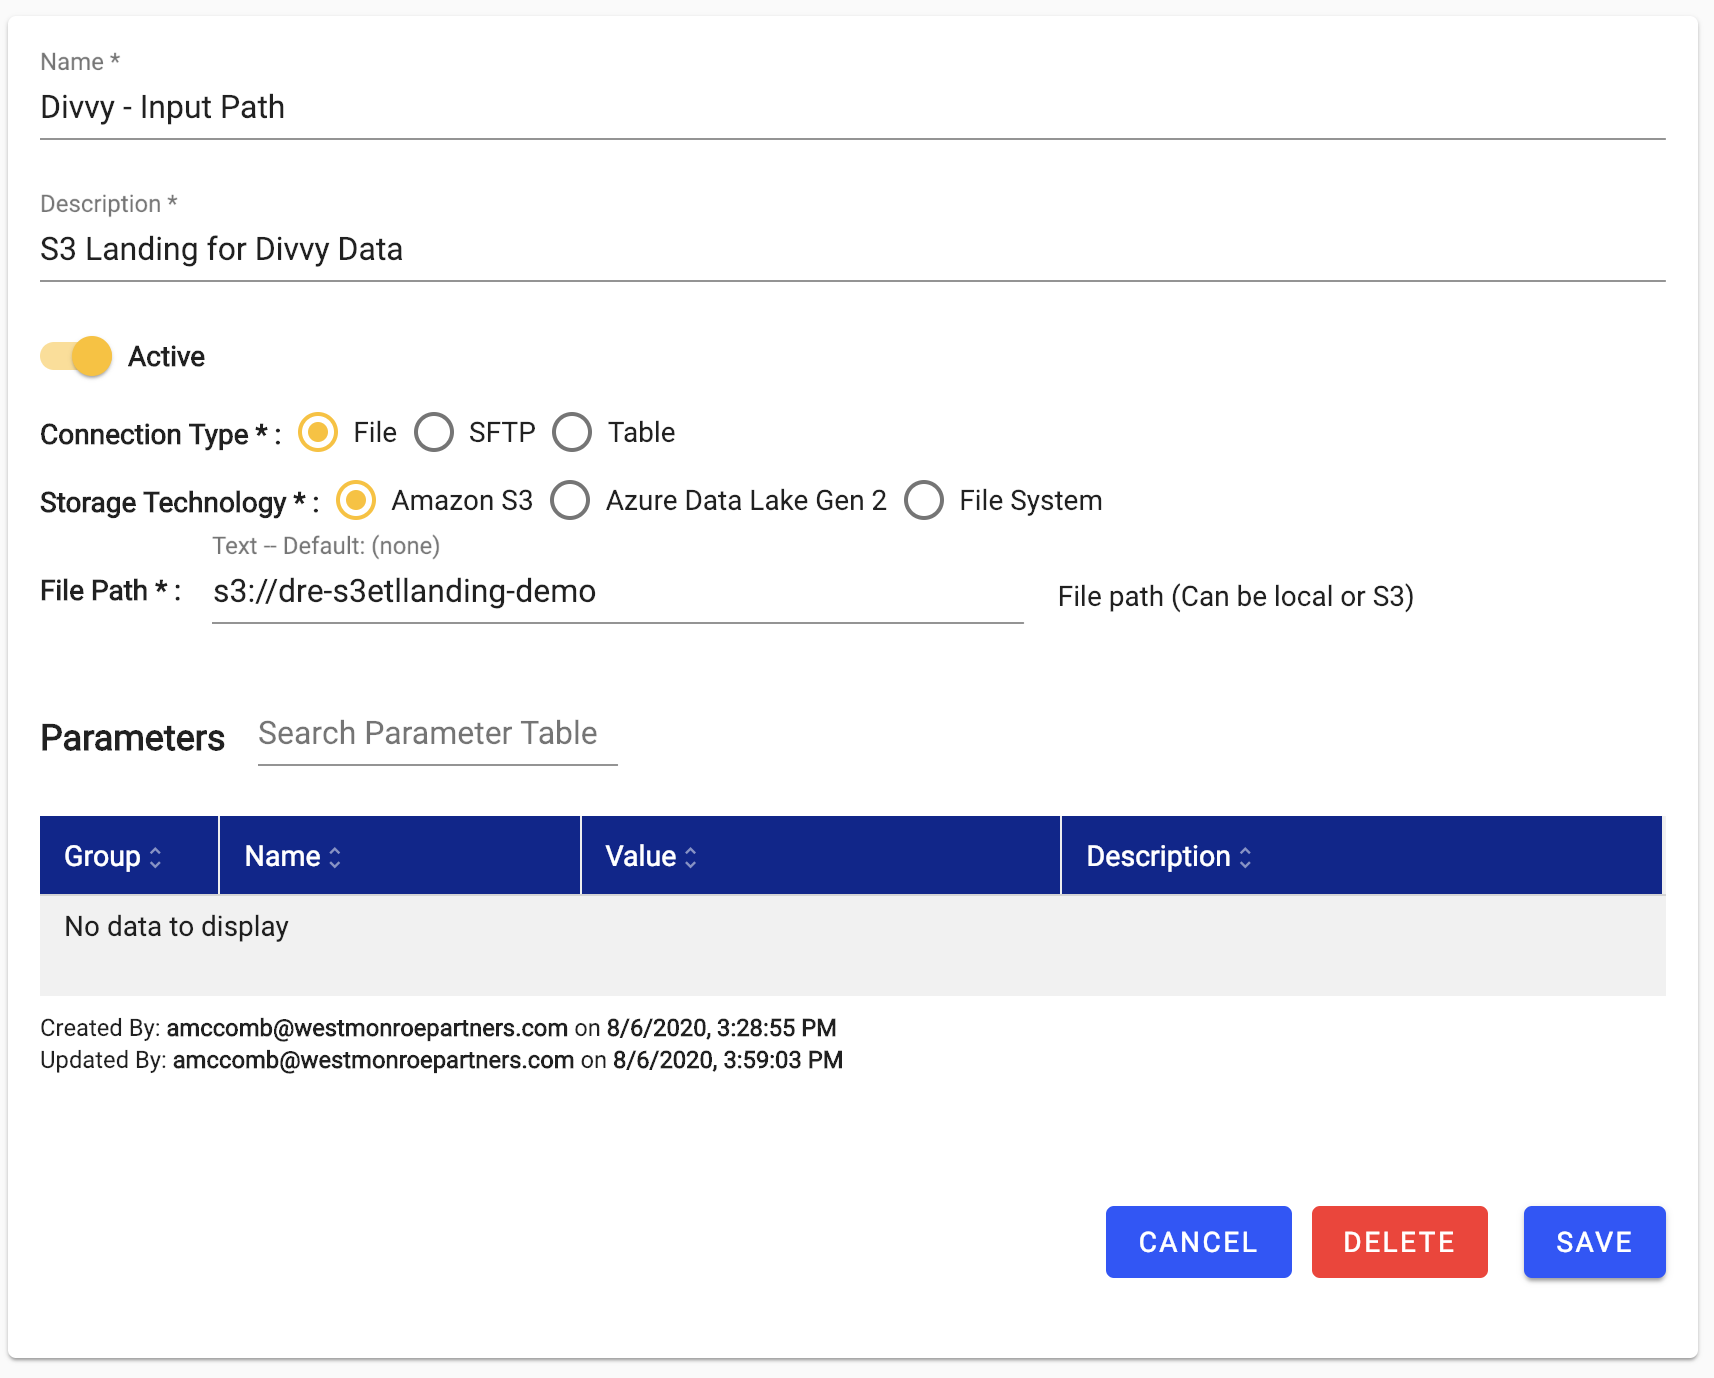 Name *
Divvy - Input Path
Description *
S3 Landing for Divvy Data
Active
Connection Type * : File SFTP Table
Storage Technology * : Amazon S3 Azure Data Lake Gen 2 File System
Text -- Default: (none)
File Path * : s3://dre-s3etllanding-demo File path (Can be local or S3)
Parameters Search Parameter Table
Group Name Value Description
No data to display
Created By: amccomb@westmonroepartners.com on 8/6/2020, 3:28:55 PM
Updated By: amccomb@westmonroepartners.com on 8/6/2020, 3:59:03 PM
CANCEL DELETE SAVE